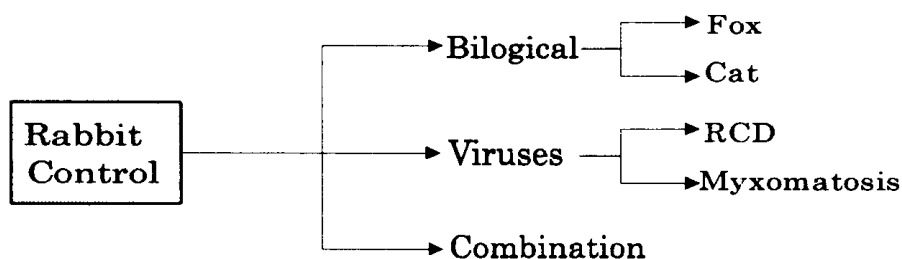 Rabbit
Control
Bilogical
Fox
Cat
Viruses
RCD
Myxomatosis
Combination